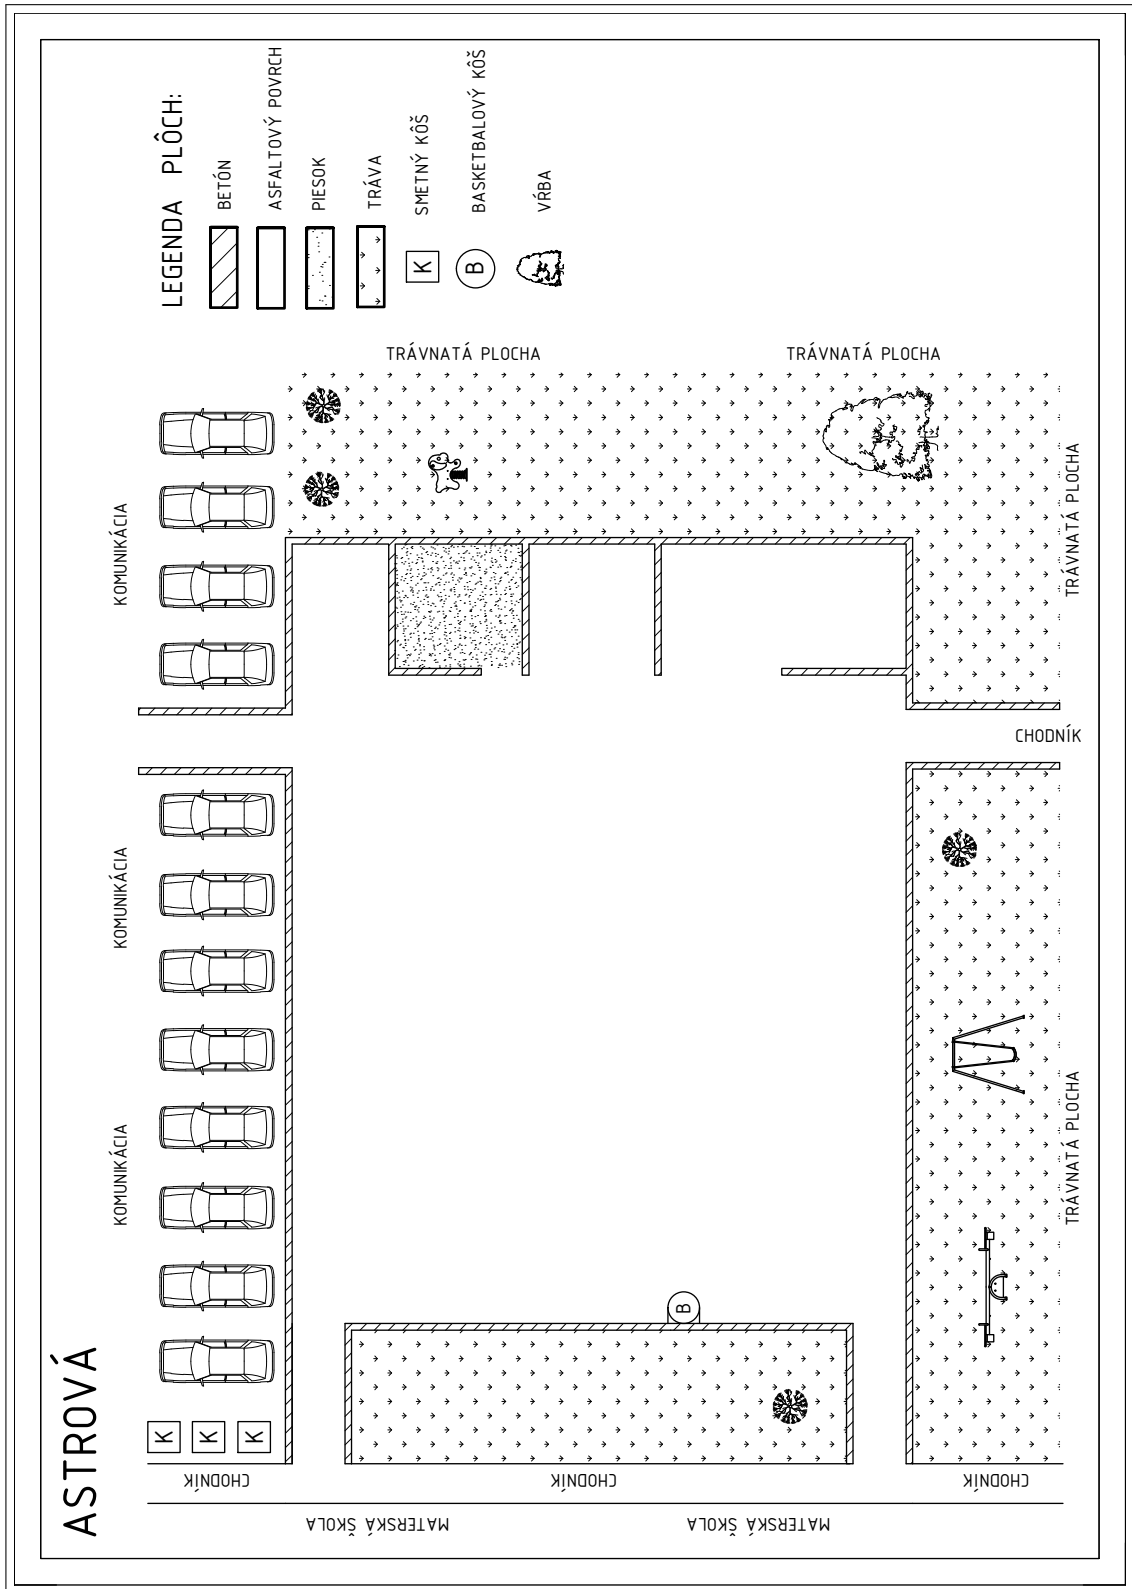 ASTROVÁ
LEGENDA PLÔCH:
BETÓN
ASFALTOVÝ POVRCH
PIESOK
TRÁVA
K SMETNÝ KÔŠ
B BASKETBALOVÝ KÔŠ
VŔBA
KOMUNIKÁCIA
KOMUNIKÁCIA
KOMUNIKÁCIA
K
K
K
CHODNÍK
MATERSKÁ ŠKOLA
TRÁVNATÁ PLOCHA
B
CHODNÍK
MATERSKÁ ŠKOLA
TRÁVNATÁ PLOCHA
CHODNÍK
TRÁVNATÁ PLOCHA
CHODNÍK
TRÁVNATÁ PLOCHA